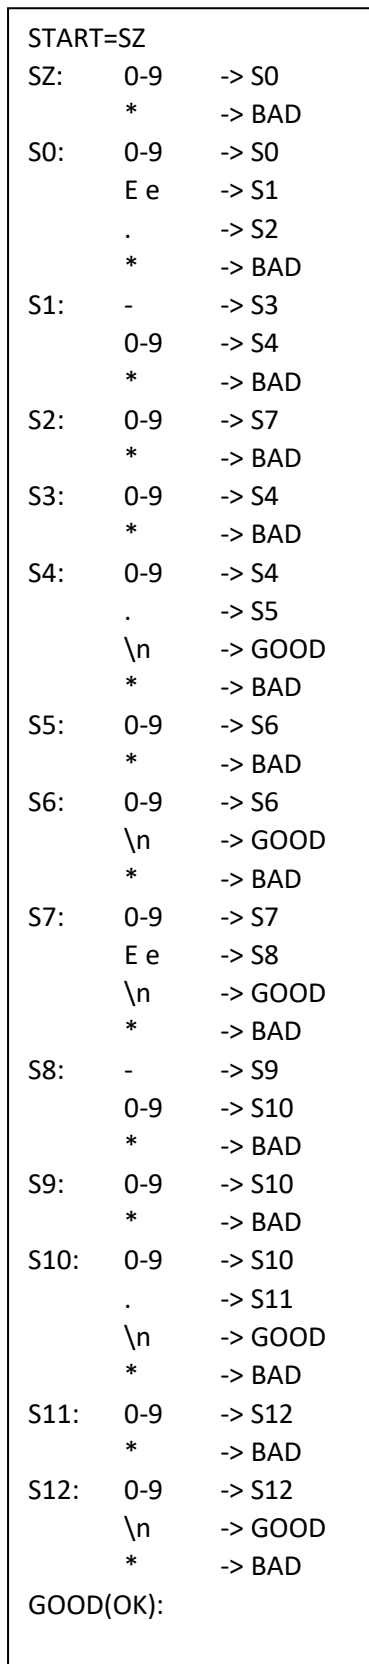 START=SZ
SZ: 0-9 -> S0
* -> BAD
S0: 0-9 -> S0
E e -> S1
. -> S2
* -> BAD
S1: - -> S3
0-9 -> S4
* -> BAD
S2: 0-9 -> S7
* -> BAD
S3: 0-9 -> S4
* -> BAD
S4: 0-9 -> S4
. -> S5
\n -> GOOD
* -> BAD
S5: 0-9 -> S6
* -> BAD
S6: 0-9 -> S6
\n -> GOOD
* -> BAD
S7: 0-9 -> S7
E e -> S8
\n -> GOOD
* -> BAD
S8: - -> S9
0-9 -> S10
* -> BAD
S9: 0-9 -> S10
* -> BAD
S10: 0-9 -> S10
. -> S11
\n -> GOOD
* -> BAD
S11: 0-9 -> S12
* -> BAD
S12: 0-9 -> S12
\n -> GOOD
* -> BAD
GOOD(OK):